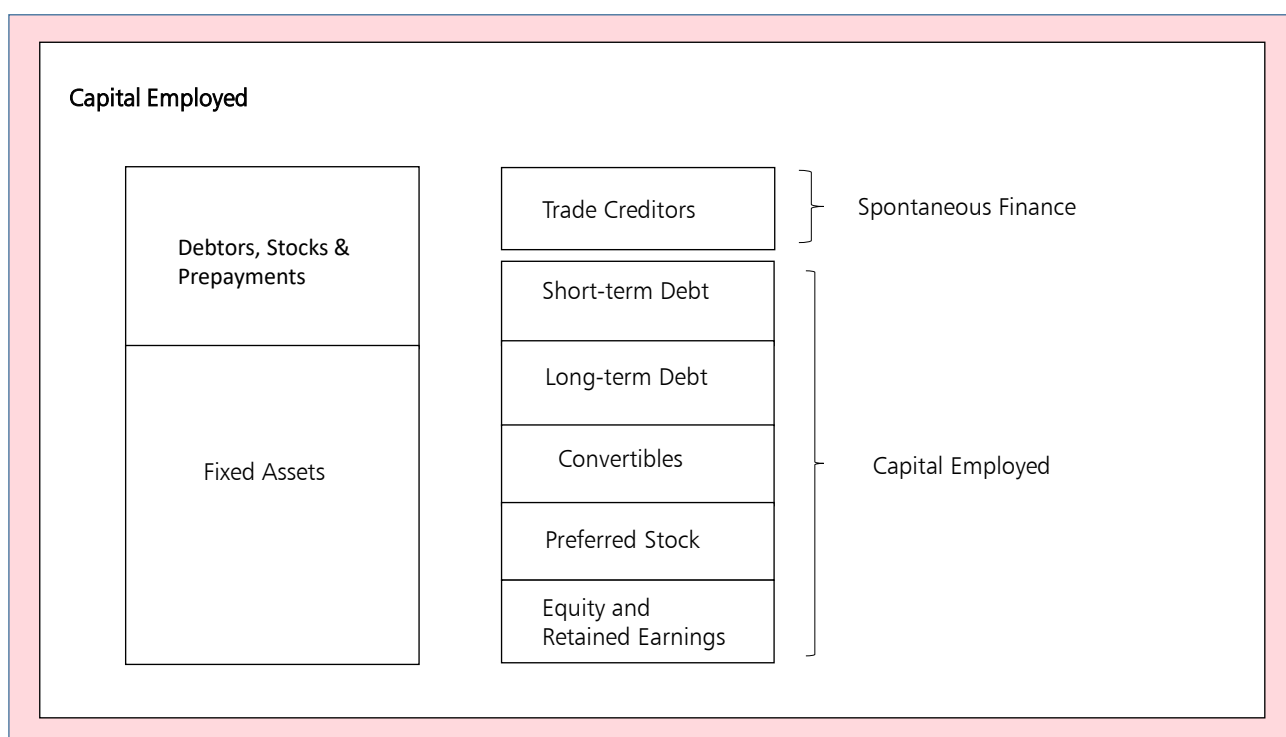 Capital Employed
Debtors, Stocks &
Prepayments
Fixed Assets
Trade Creditors
Short-term Debt
Long-term Debt
Convertibles
Preferred Stock
Equity and
Retained Earnings
Spontaneous Finance
Capital Employed